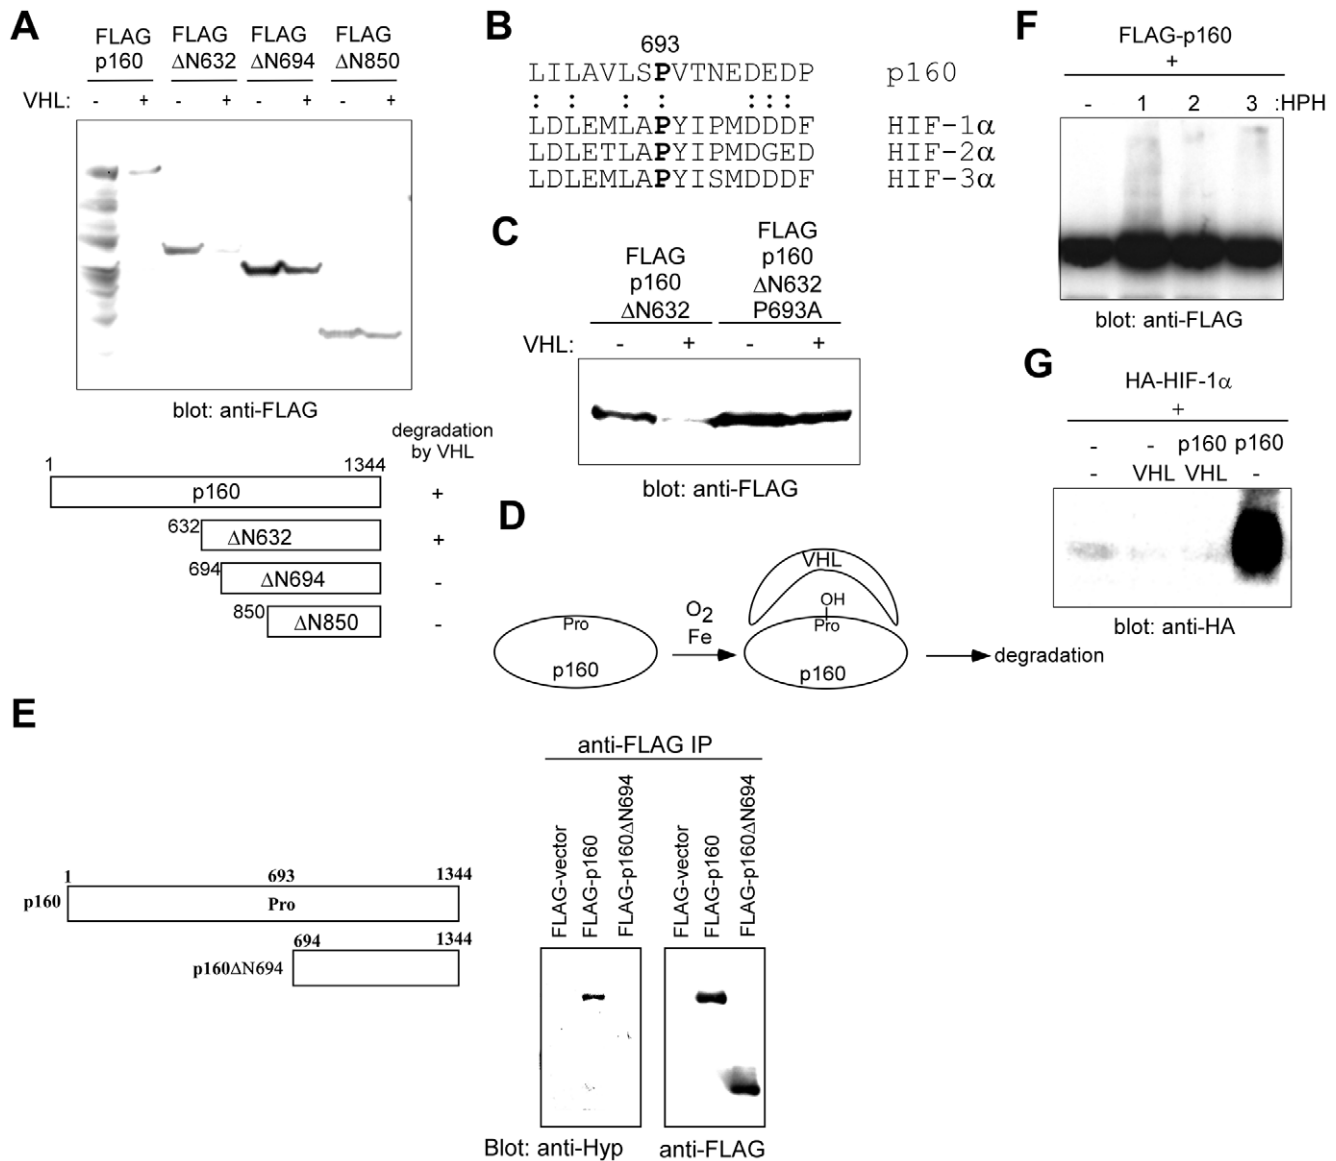 A
FLAG FLAG FLAG FLAG
p160 ΔN632 ΔN694 ΔN850
VHL: - + - + - + - +
blot: anti-FLAG
degradation
by VHL
1 1344
p160 +
632 ΔN632 +
694 ΔN694 -
850 ΔN850 -
B
693
LILAVLSPVTNEDEDP p160
: : : : : : :
LDLEMLAPYIPMDDDF HIF-1α
LDLETLAPYIPMDGED HIF-2α
LDLEMLAPYISMDDDF HIF-3α
C
FLAG
p160
ΔN632
FLAG
p160
ΔN632
P693A
VHL: - + - +
blot: anti-FLAG
D
Pro
p160
O2
Fe
VHL
OH
Pro
p160
degradation
E
1 693 1344
p160 Pro
694 1344
p160ΔN694
anti-FLAG IP
FLAG-vector
FLAG-p160
FLAG-p160ΔN694
FLAG-vector
FLAG-p160
FLAG-p160ΔN694
Blot: anti-Hyp anti-FLAG
F
FLAG-p160
+
- 1 2 3 :HPH
blot: anti-FLAG
G
HA-HIF-1α
+
- - p160 p160
- VHL VHL -
blot: anti-HA